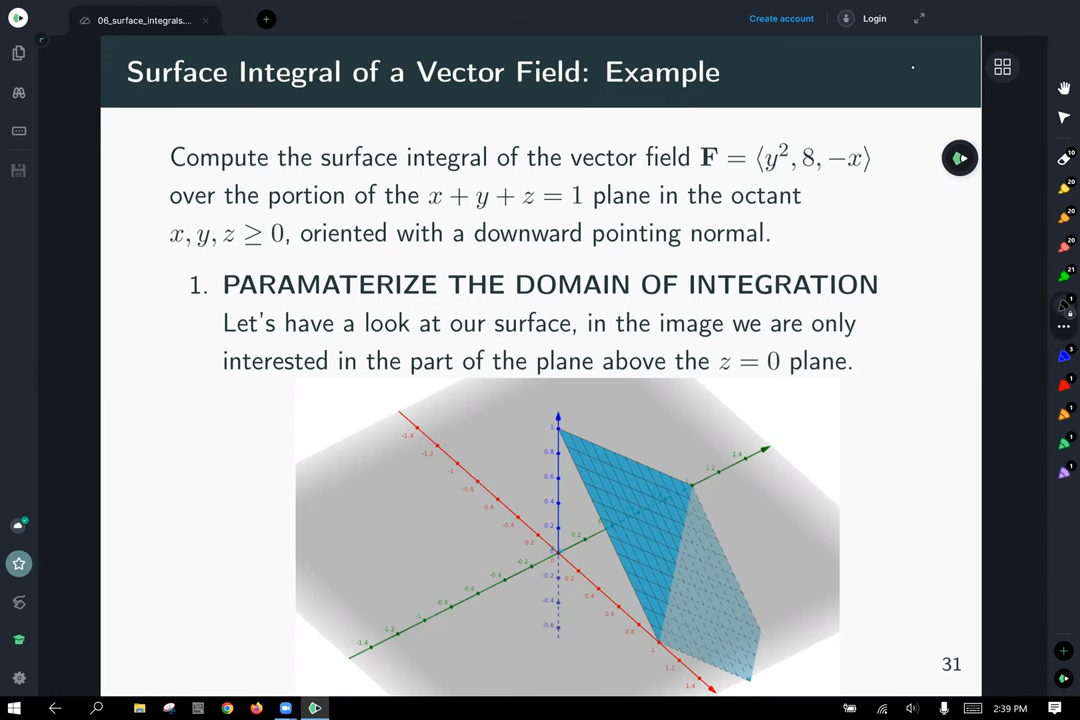 06_surface_integrals....
Create account
Login
Surface Integral of a Vector Field: Example
Compute the surface integral of the vector field F = ⟨y², 8, −x⟩
over the portion of the x + y + z = 1 plane in the octant
x, y, z ≥ 0, oriented with a downward pointing normal.
1. PARAMATERIZE THE DOMAIN OF INTEGRATION
Let's have a look at our surface, in the image we are only
interested in the part of the plane above the z = 0 plane.
31
2:39 PM